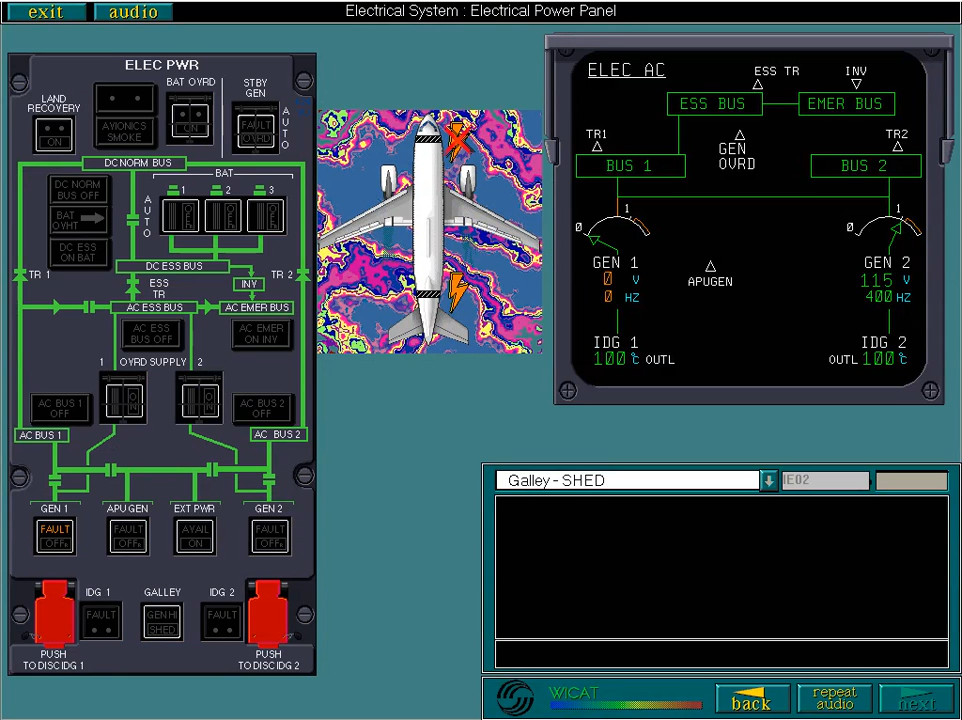 exit
audio
Electrical System : Electrical Power Panel
ELEC PWR
BAT OVRD
STBY
GEN
LAND
RECOVERY
ON
AVIONICS
SMOKE
ON
FAULT
OVRD
AUTO
DC NORM BUS
BAT
DC NORM
BUS OFF
AUTO
1
2
3
BAT
OVHT
OFF
OFF
OFF
DC ESS
ON BAT
DC ESS BUS
TR 1
TR 2
ESS
TR
INV
AC ESS BUS
AC EMER BUS
AC ESS
BUS OFF
AC EMER
ON INV
1 OVRD SUPPLY 2
AC BUS 1
OFF
ON
ON
AC BUS 2
OFF
AC BUS 1
AC BUS 2
GEN 1
APU GEN
EXT PWR
GEN 2
FAULT
OFFR
FAULT
OFFR
AVAIL
ON
FAULT
OFFR
IDG 1
GALLEY
IDG 2
FAULT
GEN HI
SHED
FAULT
PUSH
TO DISC IDG 1
PUSH
TO DISC IDG 2
ELEC AC
ESS TR
INV
ESS BUS
EMER BUS
TR1
TR2
GEN
OVRD
BUS 1
BUS 2
0
1
0
1
GEN 1
GEN 2
0 V
0 HZ
APUGEN
115 V
400 HZ
IDG 1
IDG 2
100 °C OUTL
OUTL 100 °C
Galley - SHED
IE02
WICAT
back
repeat
audio
next